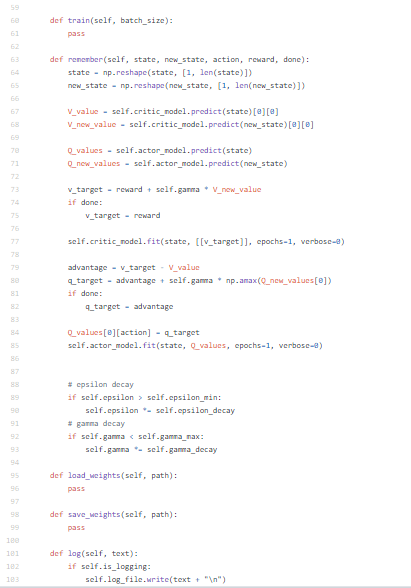 59
60 def train(self, batch_size):
61 pass
62
63 def remember(self, state, new_state, action, reward, done):
64 state = np.reshape(state, [1, len(state)])
65 new_state = np.reshape(new_state, [1, len(new_state)])
66
67 V_value = self.critic_model.predict(state)[0][0]
68 V_new_value = self.critic_model.predict(new_state)[0][0]
69
70 Q_values = self.actor_model.predict(state)
71 Q_new_values = self.actor_model.predict(new_state)
72
73 v_target = reward + self.gamma * V_new_value
74 if done:
75 v_target = reward
76
77 self.critic_model.fit(state, [[v_target]], epochs=1, verbose=0)
78
79 advantage = v_target - V_value
80 q_target = advantage + self.gamma * np.amax(Q_new_values[0])
81 if done:
82 q_target = advantage
83
84 Q_values[0][action] = q_target
85 self.actor_model.fit(state, Q_values, epochs=1, verbose=0)
86
87
88 # epsilon decay
89 if self.epsilon > self.epsilon_min:
90 self.epsilon *= self.epsilon_decay
91 # gamma decay
92 if self.gamma < self.gamma_max:
93 self.gamma *= self.gamma_decay
94
95 def load_weights(self, path):
96 pass
97
98 def save_weights(self, path):
99 pass
100
101 def log(self, text):
102 if self.is_logging:
103 self.log_file.write(text + "\n")